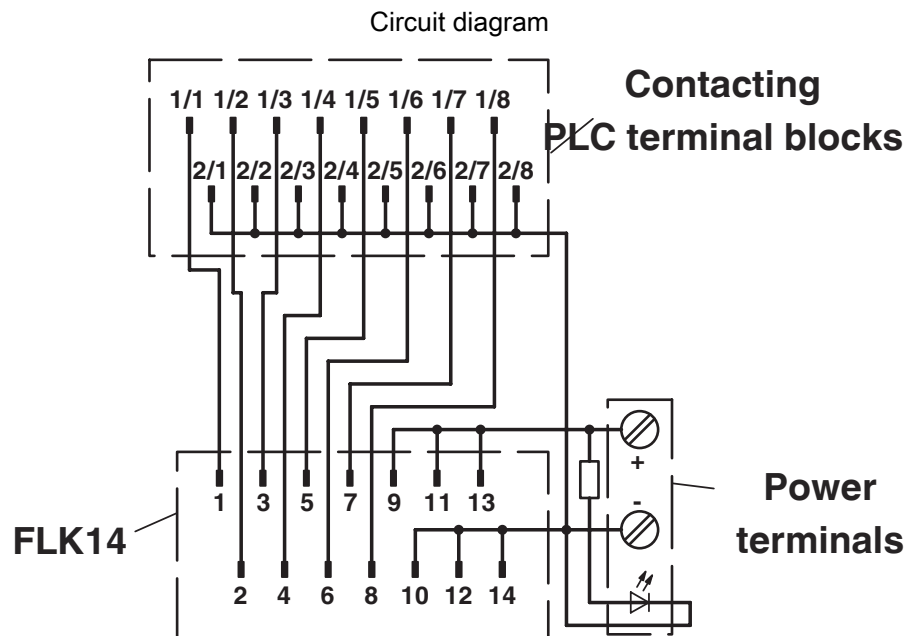 Circuit diagram
1/1 1/2 1/3 1/4 1/5 1/6 1/7 1/8
Contacting
PLC terminal blocks
2/1 2/2 2/3 2/4 2/5 2/6 2/7 2/8
+
1 3 5 7 9 11 13
-
Power
terminals
FLK14
2 4 6 8 10 12 14